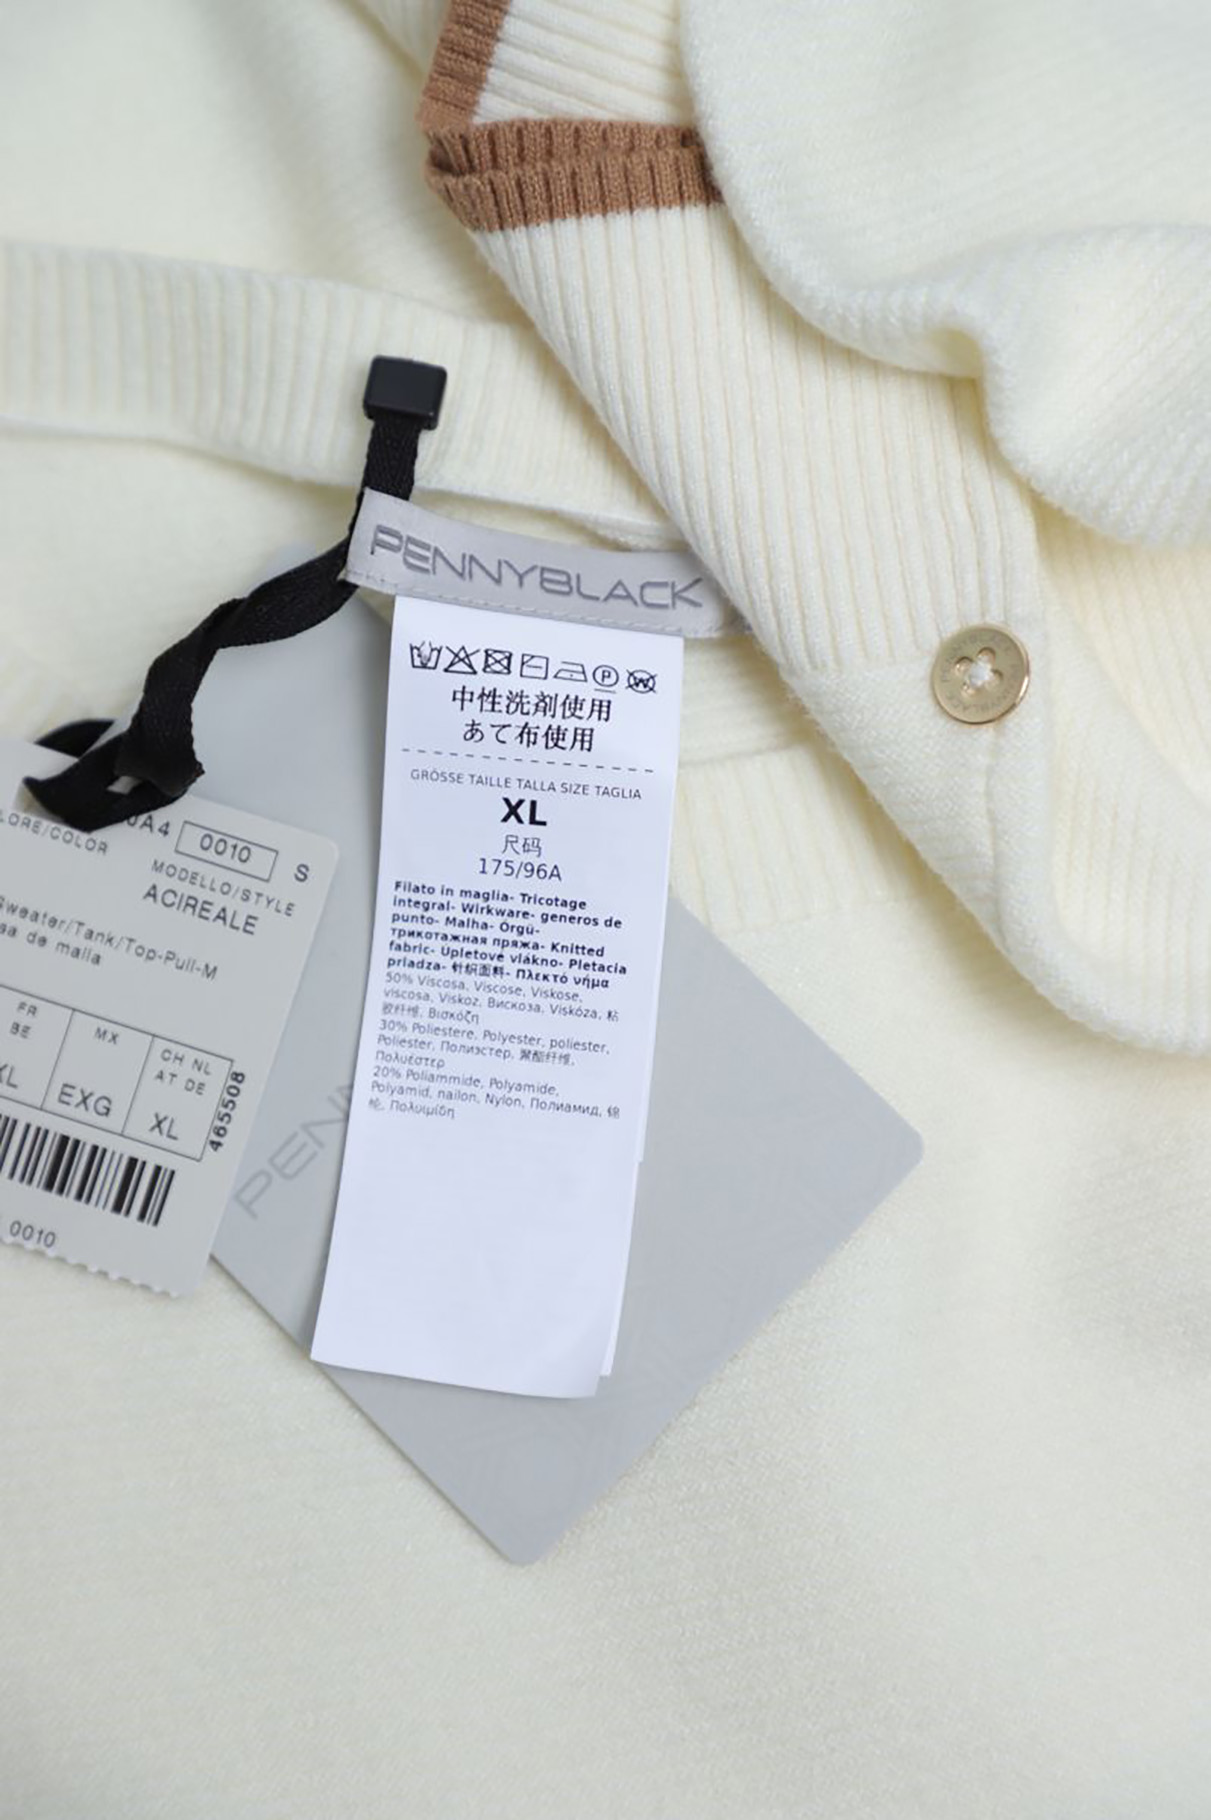 PENNYBLACK
中性洗剤使用
あて布使用
GRÖSSE TAILLE TALLA SIZE TAGLIA
XL
尺码
175/96A
Filato in maglia- Tricotage
integral- Wirkware- generos de
punto- Malha- Örgü-
трикотажная пряжа- Knitted
fabric- Úpletové vlákno- Pletacia
priadza- 针织面料- Πλεκτό νήμα
50% Viscosa, Viscose, Viskose,
viscosa, Viskoz, Вискоза, Viskóza, 粘
胶纤维, Βισκόζη
30% Poliestere, Polyester, poliester,
Poliester, Полиэстер, 聚酯纤维,
Πολυέστερ
20% Poliammide, Polyamide,
Polyamid, nailon, Nylon, Полиамид, 锦
纶, Πολυιμίδη
0010 S
MODELLO/STYLE
ACIREALE
Sweater/Tank/Top-Pull-M
de malla
FR
BE
MX
EXG
CH NL
AT DE
XL
465508
0010
PENN
PENNYBLACK